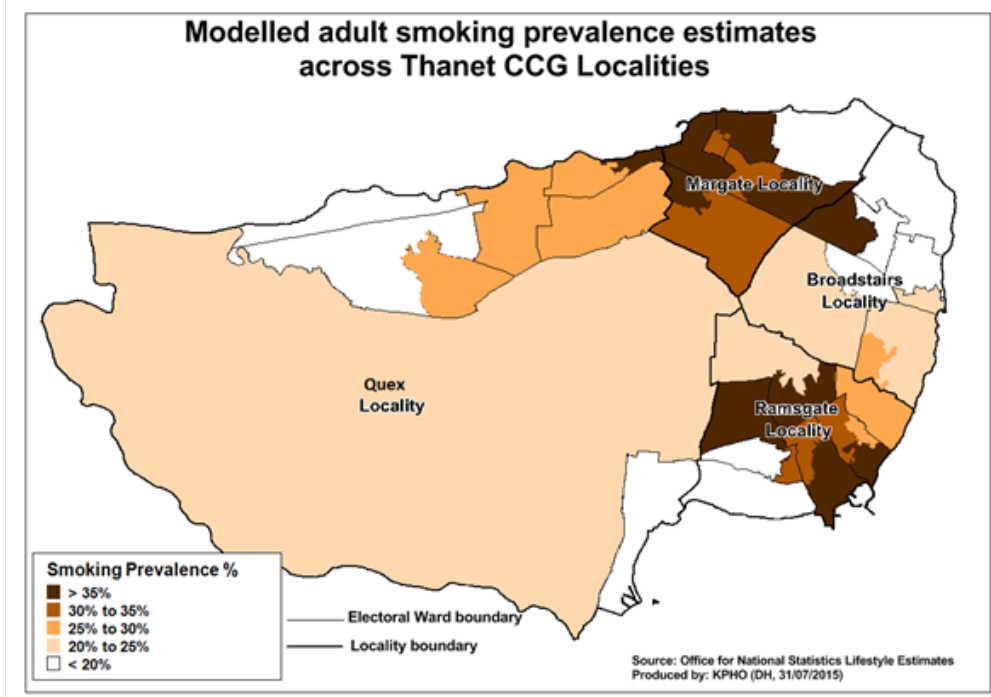 Modelled adult smoking prevalence estimates
across Thanet CCG Localities
Margate Locality
Broadstairs
Locality
Quex
Locality
Ramsgate
Locality
Smoking Prevalence %
> 35%
30% to 35%
25% to 30%
20% to 25%
< 20%
Electoral Ward boundary
Locality boundary
Source: Office for National Statistics Lifestyle Estimates
Produced by: KPHO (DH, 31/07/2015)